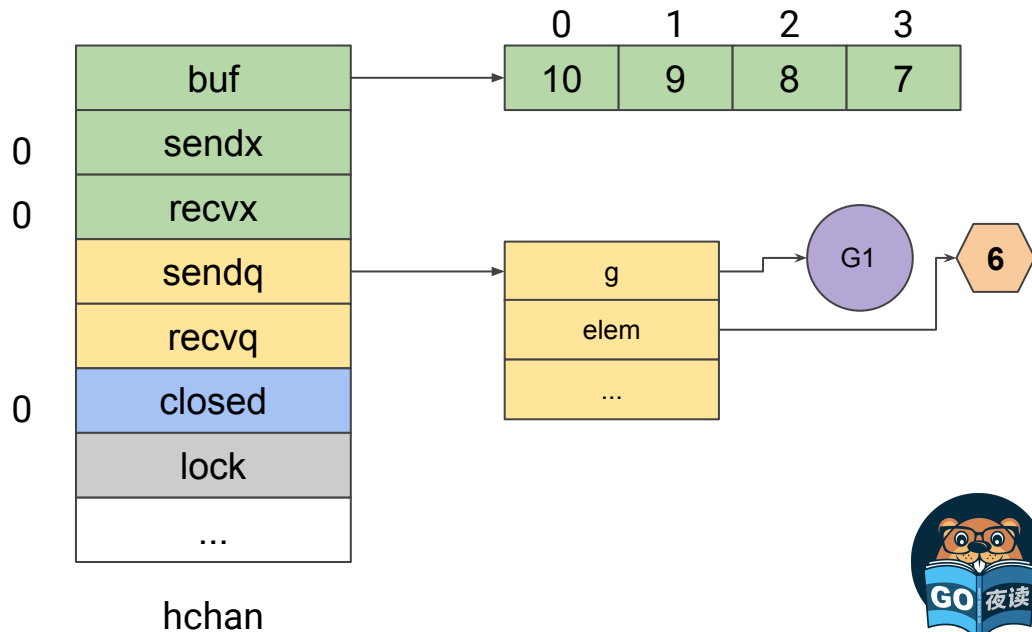 0 1 2 3
buf
10 9 8 7
0 sendx
0 recvx
sendq
g
G1
6
recvq
elem
...
0 closed
lock
...
GO 夜读
hchan